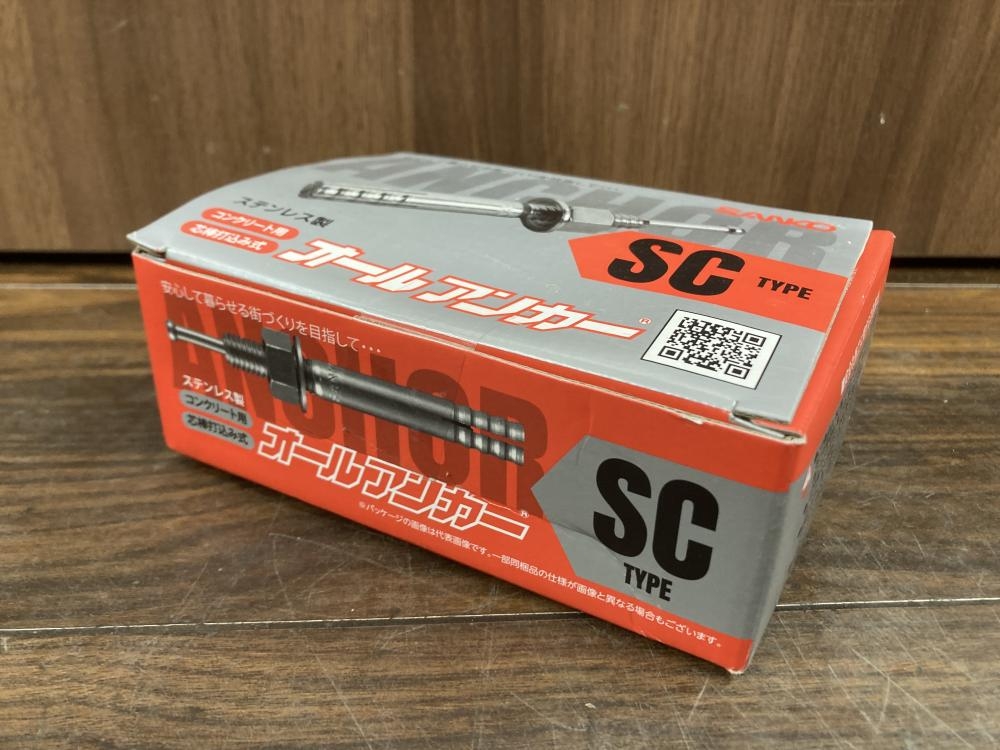 ANCHOR
SANKO
ステンレス製
コンクリート用
芯棒打込み式
オールアンカー®
SC
TYPE
安心して暮らせる街づくりを目指して・・・
ANCHOR
ステンレス製
コンクリート用
芯棒打込み式
オールアンカー®
SC
TYPE
※パッケージの画像は代表画像です。一部同梱品の仕様が画像と異なる場合もございます。